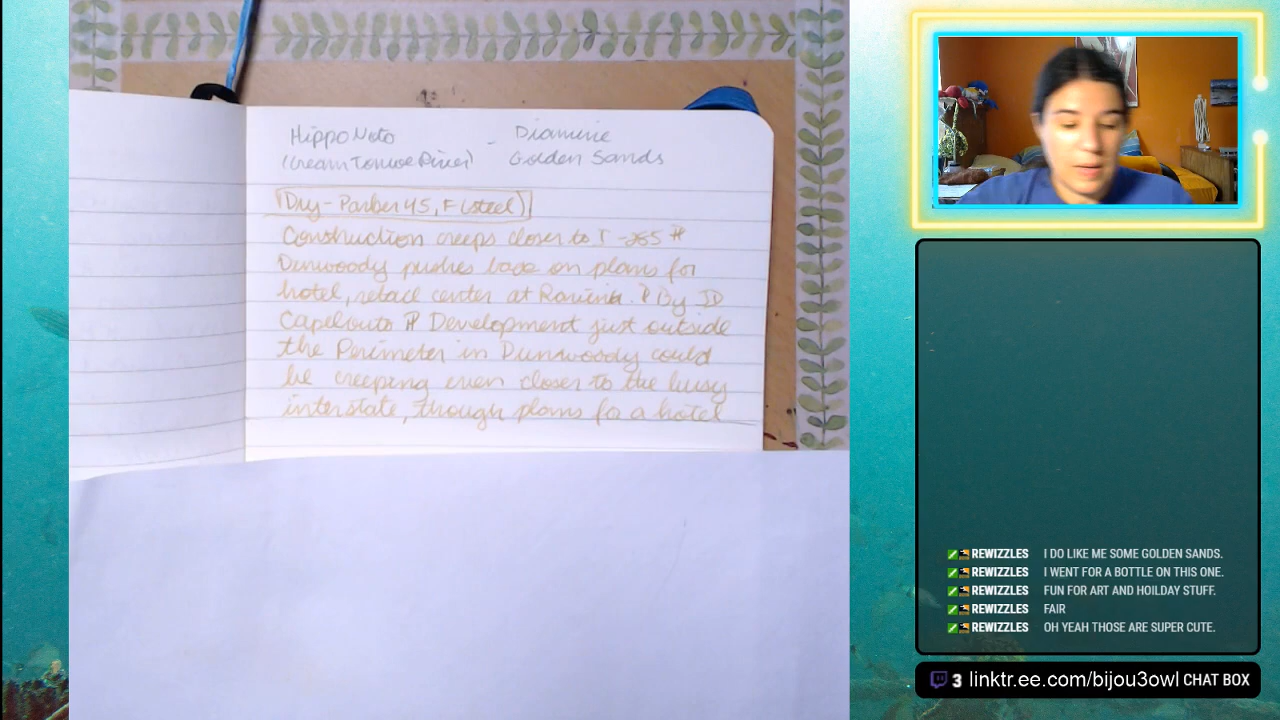 Hippo Noto - Diamine
(Cream Tomoe River) Golden Sands
Dry - Parker 45, F (steel)
Construction creeps closer to I-285 #
Dunwoody pushes back on plans for
hotel, retail center at Ravinia. By JD
Capelouto # Development just outside
the Perimeter in Dunwoody could
be creeping even closer to the busy
interstate, though plans for a hotel
REWIZZLES I DO LIKE ME SOME GOLDEN SANDS.
REWIZZLES I WENT FOR A BOTTLE ON THIS ONE.
REWIZZLES FUN FOR ART AND HOILDAY STUFF.
REWIZZLES FAIR
REWIZZLES OH YEAH THOSE ARE SUPER CUTE.
3 linktr.ee.com/bijou3owl CHAT BOX